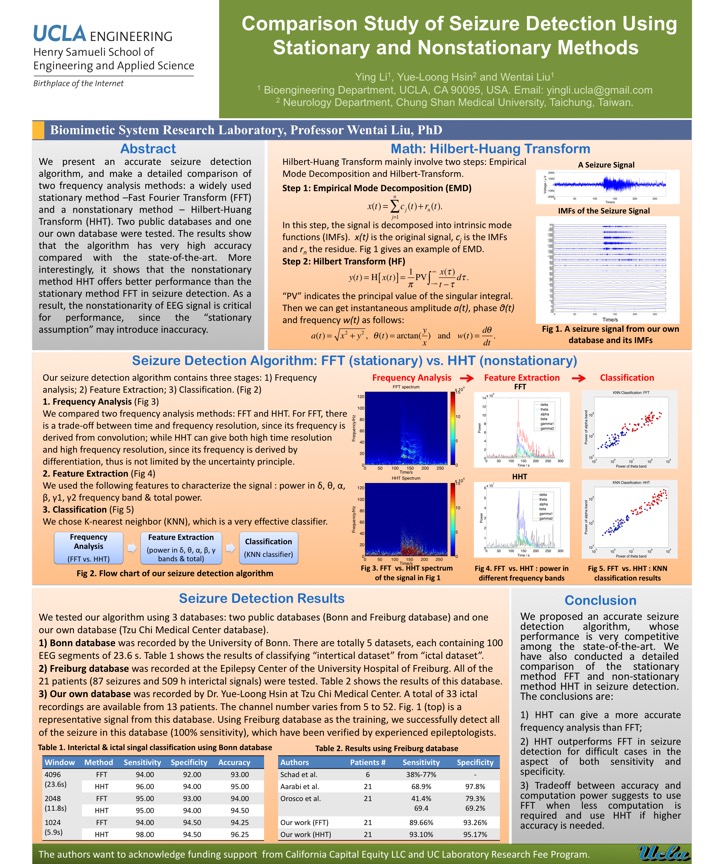 UCLA ENGINEERING
Henry Samueli School of
Engineering and Applied Science
Birthplace of the Internet
Comparison Study of Seizure Detection Using
Stationary and Nonstationary Methods
Ying Li¹, Yue-Loong Hsin² and Wentai Liu¹
¹ Bioengineering Department, UCLA, CA 90095, USA. Email: yingli.ucla@gmail.com
² Neurology Department, Chung Shan Medical University, Taichung, Taiwan.
Biomimetic System Research Laboratory, Professor Wentai Liu, PhD
Abstract
We present an accurate seizure detection
algorithm, and make a detailed comparison of
two frequency analysis methods: a widely used
stationary method –Fast Fourier Transform (FFT)
and a nonstationary method – Hilbert-Huang
Transform (HHT). Two public databases and one
our own database were tested. The results show
that the algorithm has very high accuracy
compared with the state-of-the-art. More
interestingly, it shows that the nonstationary
method HHT offers better performance than the
stationary method FFT in seizure detection. As a
result, the nonstationarity of EEG signal is critical
for performance, since the “stationary
assumption” may introduce inaccuracy.
Math: Hilbert-Huang Transform
Hilbert-Huang Transform mainly involve two steps: Empirical
Mode Decomposition and Hilbert-Transform.
Step 1: Empirical Mode Decomposition (EMD)
x(t) = ∑ⁿⱼ₌₁ cⱼ(t) + rₙ(t).
In this step, the signal is decomposed into intrinsic mode
functions (IMFs). x(t) is the original signal, cⱼ is the IMFs
and rₙ the residue. Fig 1 gives an example of EMD.
Step 2: Hilbert Transform (HF)
y(t) = H[x(t)] = 1/π PV ∫ x(τ)/(t − τ) dτ.
“PV” indicates the principal value of the singular integral.
Then we can get instantaneous amplitude a(t), phase ϑ(t)
and frequency w(t) as follows:
a(t) = √(x² + y²), θ(t) = arctan(y/x) and w(t) = dθ/dt.
A Seizure Signal
Time/s
IMFs of the Seizure Signal
Time/s
Fig 1. A seizure signal from our own
database and its IMFs
Seizure Detection Algorithm: FFT (stationary) vs. HHT (nonstationary)
Our seizure detection algorithm contains three stages: 1) Frequency
analysis; 2) Feature Extraction; 3) Classification. (Fig 2)
1. Frequency Analysis (Fig 3)
We compared two frequency analysis methods: FFT and HHT. For FFT, there
is a trade-off between time and frequency resolution, since its frequency is
derived from convolution; while HHT can give both high time resolution
and high frequency resolution, since its frequency is derived by
differentiation, thus is not limited by the uncertainty principle.
2. Feature Extraction (Fig 4)
We used the following features to characterize the signal : power in δ, θ, α,
β, γ1, γ2 frequency band & total power.
3. Classification (Fig 5)
We chose K-nearest neighbor (KNN), which is a very effective classifier.
Frequency
Analysis
(FFT vs. HHT)
Feature Extraction
(power in δ, θ, α, β, γ
bands & total)
Classification
(KNN classifier)
Fig 2. Flow chart of our seizure detection algorithm
Frequency Analysis
Feature Extraction
Classification
FFT spectrum
Frequency/Hz
Time/s
HHT Spectrum
Frequency/Hz
Time/s
Fig 3. FFT vs. HHT spectrum
of the signal in Fig 1
FFT
Power
delta
theta
alpha
beta
gamma1
gamma2
Time / s
HHT
Power
delta
theta
alpha
beta
gamma1
gamma2
Time / s
Fig 4. FFT vs. HHT : power in
different frequency bands
KNN Classification: FFT
Power of alpha band
Power of theta band
KNN Classification: HHT
Power of alpha band
Power of theta band
Fig 5. FFT vs. HHT : KNN
classification results
Seizure Detection Results
We tested our algorithm using 3 databases: two public databases (Bonn and Freiburg database) and one
our own database (Tzu Chi Medical Center database).
1) Bonn database was recorded by the University of Bonn. There are totally 5 datasets, each containing 100
EEG segments of 23.6 s. Table 1 shows the results of classifying “intertical dataset” from “ictal dataset”.
2) Freiburg database was recorded at the Epilepsy Center of the University Hospital of Freiburg. All of the
21 patients (87 seizures and 509 h interictal signals) were tested. Table 2 shows the results of this database.
3) Our own database was recorded by Dr. Yue-Loong Hsin at Tzu Chi Medical Center. A total of 33 ictal
recordings are available from 13 patients. The channel number varies from 5 to 52. Fig. 1 (top) is a
representative signal from this database. Using Freiburg database as the training, we successfully detect all
of the seizure in this database (100% sensitivity), which have been verified by experienced epileptologists.
Table 1. Interictal & ictal singal classification using Bonn database
Window Method Sensitivity Specificity Accuracy
4096 FFT 94.00 92.00 93.00
(23.6s) HHT 96.00 94.00 95.00
2048 FFT 95.00 93.00 94.00
(11.8s) HHT 94.00 94.00 94.00
1024 FFT 94.00 94.50 94.25
(5.9s) HHT 98.00 94.50 96.25
Table 2. Results using Freiburg database
Authors Patients # Sensitivity Specificity
Schad et al. 6 38%-77% -
Aarabi et al. 21 68.9% 97.8%
Orosco et al. 21 41.4% 79.3%
69.4 69.2%
Our work (FFT) 21 89.66% 93.26%
Our work (HHT) 21 93.10% 95.17%
Conclusion
We proposed an accurate seizure
detection algorithm, whose
performance is very competitive
among the state-of-the-art. We
have also conducted a detailed
comparison of the stationary
method FFT and non-stationary
method HHT in seizure detection.
The conclusions are:
1) HHT can give a more accurate
frequency analysis than FFT;
2) HHT outperforms FFT in seizure
detection for difficult cases in the
aspect of both sensitivity and
specificity.
3) Tradeoff between accuracy and
computation power suggests to use
FFT when less computation is
required and use HHT if higher
accuracy is needed.
The authors want to acknowledge funding support from California Capital Equity LLC and UC Laboratory Research Fee Program.
Ucla